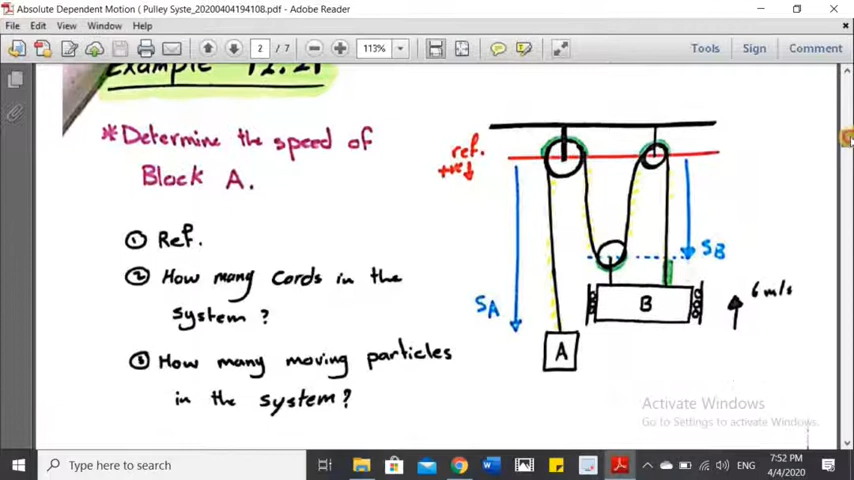 Absolute Dependent Motion ( Pulley Syste_20200404194108.pdf - Adobe Reader
File Edit View Window Help
2 / 7 113% Tools Sign Comment
Example 12.21
*Determine the speed of
Block A.
① Ref.
② How many Cords in the
system ?
③ How many moving particles
in the system?
ref.
+ve↓
SB
SA
B
6 m/s
A
Activate Windows
Go to Settings to activate Windows.
Type here to search
ENG
7:52 PM
4/4/2020